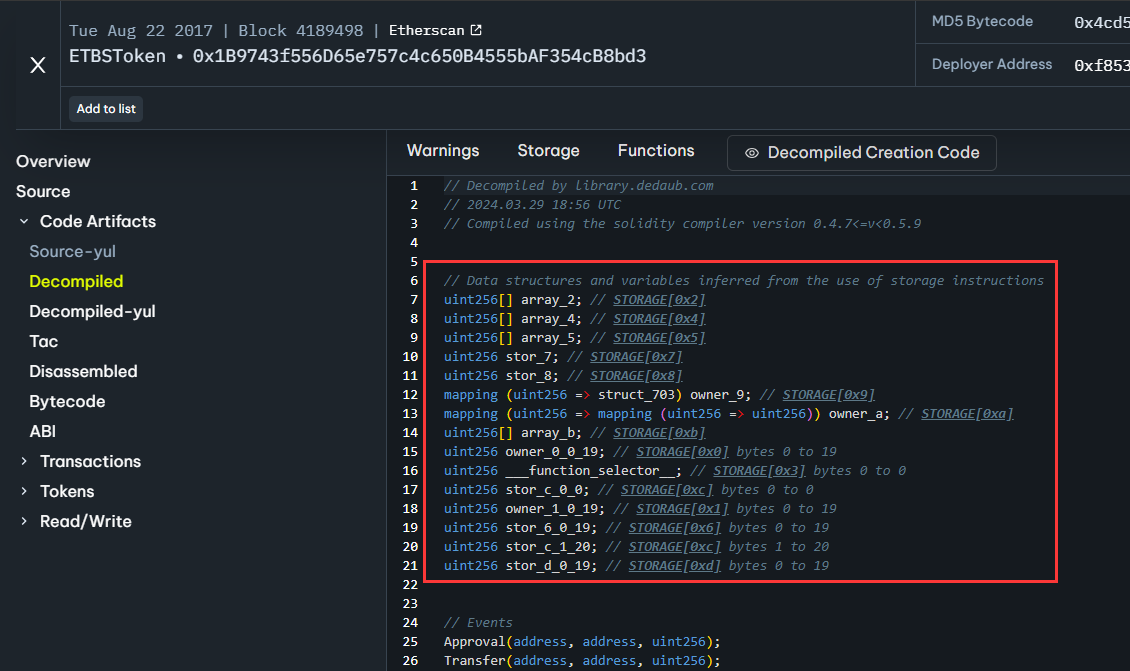 Tue Aug 22 2017 | Block 4189498 | Etherscan
ETBSToken • 0x1B9743f556D65e757c4c650B4555bAF354cB8bd3
MD5 Bytecode 0x4cd5
Deployer Address 0xf853
X
Add to list
Overview
Source
Code Artifacts
Source-yul
Decompiled
Decompiled-yul
Tac
Disassembled
Bytecode
ABI
Transactions
Tokens
Read/Write
Warnings Storage Functions Decompiled Creation Code
1 // Decompiled by library.dedaub.com
2 // 2024.03.29 18:56 UTC
3 // Compiled using the solidity compiler version 0.4.7<=v<0.5.9
4
5
6 // Data structures and variables inferred from the use of storage instructions
7 uint256[] array_2; // STORAGE[0x2]
8 uint256[] array_4; // STORAGE[0x4]
9 uint256[] array_5; // STORAGE[0x5]
10 uint256 stor_7; // STORAGE[0x7]
11 uint256 stor_8; // STORAGE[0x8]
12 mapping (uint256 => struct_703) owner_9; // STORAGE[0x9]
13 mapping (uint256 => mapping (uint256 => uint256)) owner_a; // STORAGE[0xa]
14 uint256[] array_b; // STORAGE[0xb]
15 uint256 owner_0_0_19; // STORAGE[0x0] bytes 0 to 19
16 uint256 ___function_selector__; // STORAGE[0x3] bytes 0 to 0
17 uint256 stor_c_0_0; // STORAGE[0xc] bytes 0 to 0
18 uint256 owner_1_0_19; // STORAGE[0x1] bytes 0 to 19
19 uint256 stor_6_0_19; // STORAGE[0x6] bytes 0 to 19
20 uint256 stor_c_1_20; // STORAGE[0xc] bytes 1 to 20
21 uint256 stor_d_0_19; // STORAGE[0xd] bytes 0 to 19
22
23
24 // Events
25 Approval(address, address, uint256);
26 Transfer(address, address, uint256);